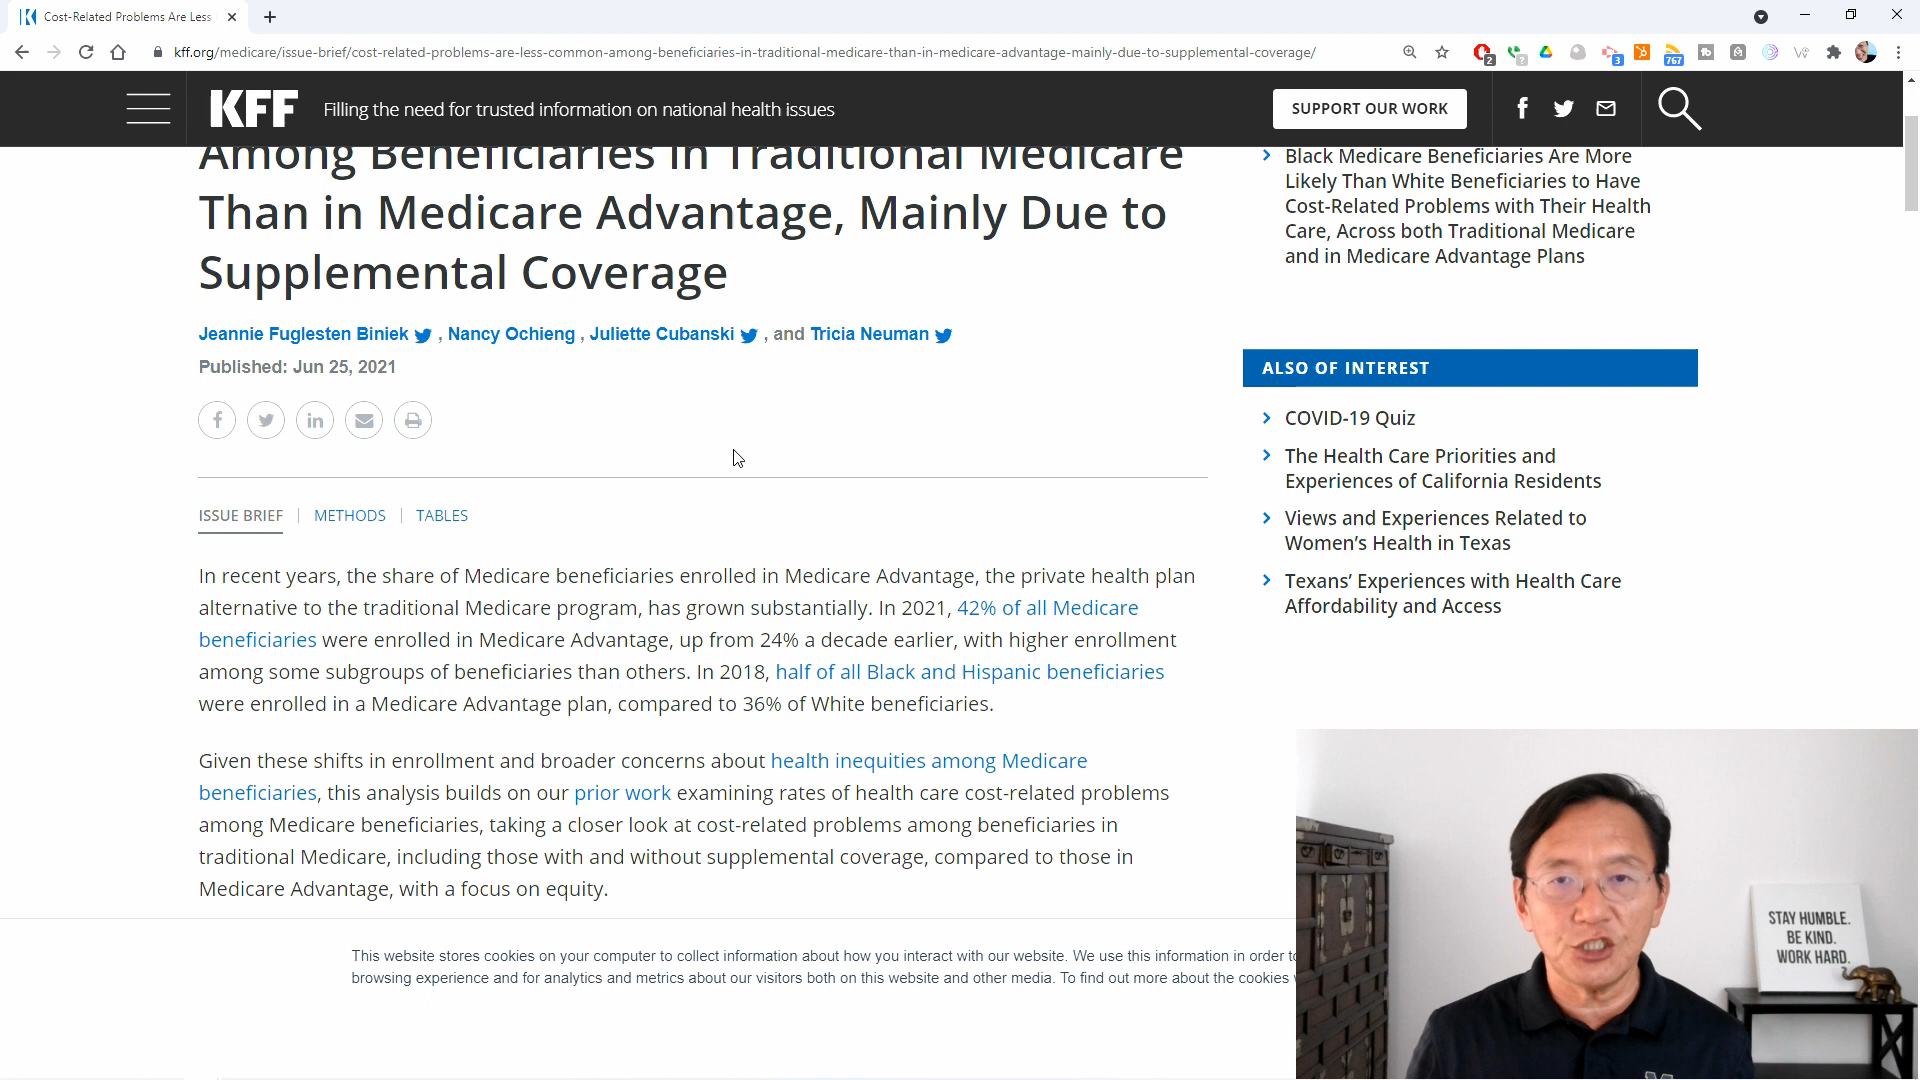 Cost-Related Problems Are Less
kff.org/medicare/issue-brief/cost-related-problems-are-less-common-among-beneficiaries-in-traditional-medicare-than-in-medicare-advantage-mainly-due-to-supplemental-coverage/
2
?
3
767
KFF
Filling the need for trusted information on national health issues
SUPPORT OUR WORK
Among Beneficiaries in Traditional Medicare
Than in Medicare Advantage, Mainly Due to
Supplemental Coverage
Jeannie Fuglesten Biniek , Nancy Ochieng , Juliette Cubanski , and Tricia Neuman
Published: Jun 25, 2021
ISSUE BRIEF | METHODS | TABLES
In recent years, the share of Medicare beneficiaries enrolled in Medicare Advantage, the private health plan
alternative to the traditional Medicare program, has grown substantially. In 2021, 42% of all Medicare
beneficiaries were enrolled in Medicare Advantage, up from 24% a decade earlier, with higher enrollment
among some subgroups of beneficiaries than others. In 2018, half of all Black and Hispanic beneficiaries
were enrolled in a Medicare Advantage plan, compared to 36% of White beneficiaries.
Given these shifts in enrollment and broader concerns about health inequities among Medicare
beneficiaries, this analysis builds on our prior work examining rates of health care cost-related problems
among Medicare beneficiaries, taking a closer look at cost-related problems among beneficiaries in
traditional Medicare, including those with and without supplemental coverage, compared to those in
Medicare Advantage, with a focus on equity.
Black Medicare Beneficiaries Are More
Likely Than White Beneficiaries to Have
Cost-Related Problems with Their Health
Care, Across both Traditional Medicare
and in Medicare Advantage Plans
ALSO OF INTEREST
COVID-19 Quiz
The Health Care Priorities and
Experiences of California Residents
Views and Experiences Related to
Women's Health in Texas
Texans' Experiences with Health Care
Affordability and Access
This website stores cookies on your computer to collect information about how you interact with our website. We use this information in order to
browsing experience and for analytics and metrics about our visitors both on this website and other media. To find out more about the cookies
STAY HUMBLE.
BE KIND.
WORK HARD.